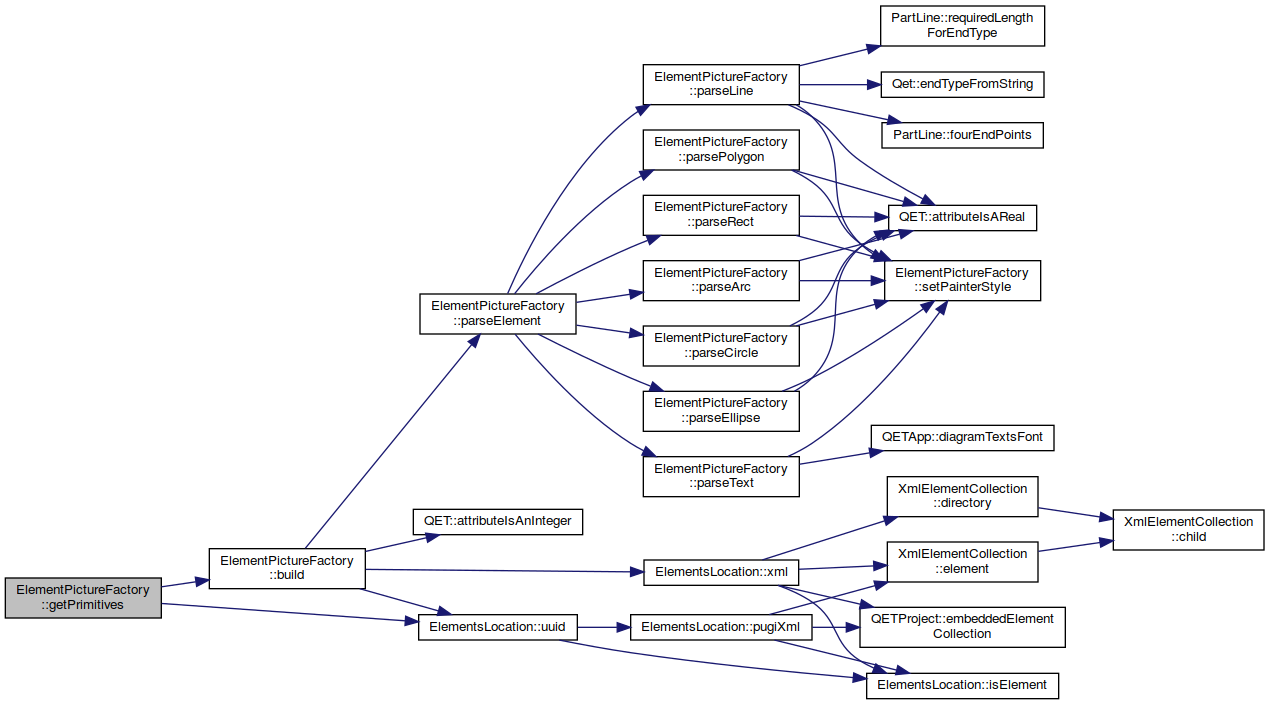 PartLine::requiredLength
ForEndType
ElementPictureFactory
::parseLine
Qet::endTypeFromString
PartLine::fourEndPoints
ElementPictureFactory
::parsePolygon
ElementPictureFactory
::parseRect
QET::attributeIsAReal
ElementPictureFactory
::parseArc
ElementPictureFactory
::setPainterStyle
ElementPictureFactory
::parseElement
ElementPictureFactory
::parseCircle
ElementPictureFactory
::parseEllipse
QETApp::diagramTextsFont
ElementPictureFactory
::parseText
XmlElementCollection
::directory
QET::attributeIsAnInteger
XmlElementCollection
::child
ElementPictureFactory
::build
XmlElementCollection
::element
ElementsLocation::xml
ElementPictureFactory
::getPrimitives
ElementsLocation::uuid
ElementsLocation::pugiXml
QETProject::embeddedElement
Collection
ElementsLocation::isElement